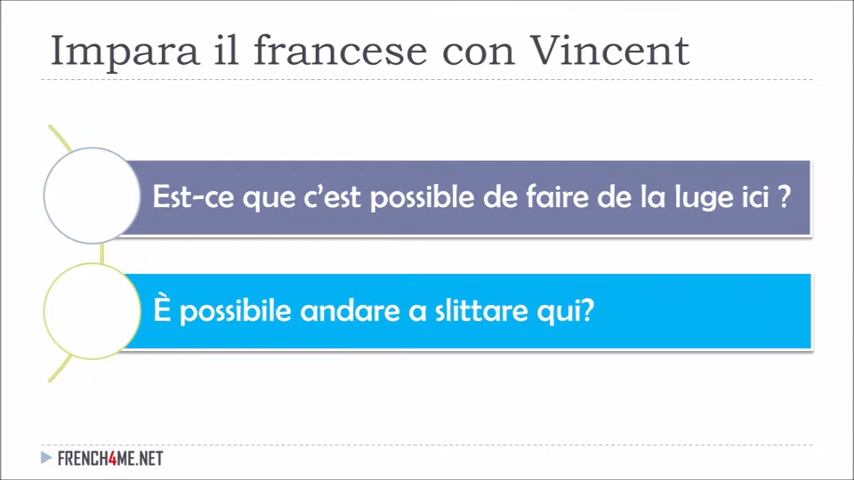 Impara il francese con Vincent
Est-ce que c'est possible de faire de la luge ici ?
È possibile andare a slittare qui?
FRENCH4ME.NET